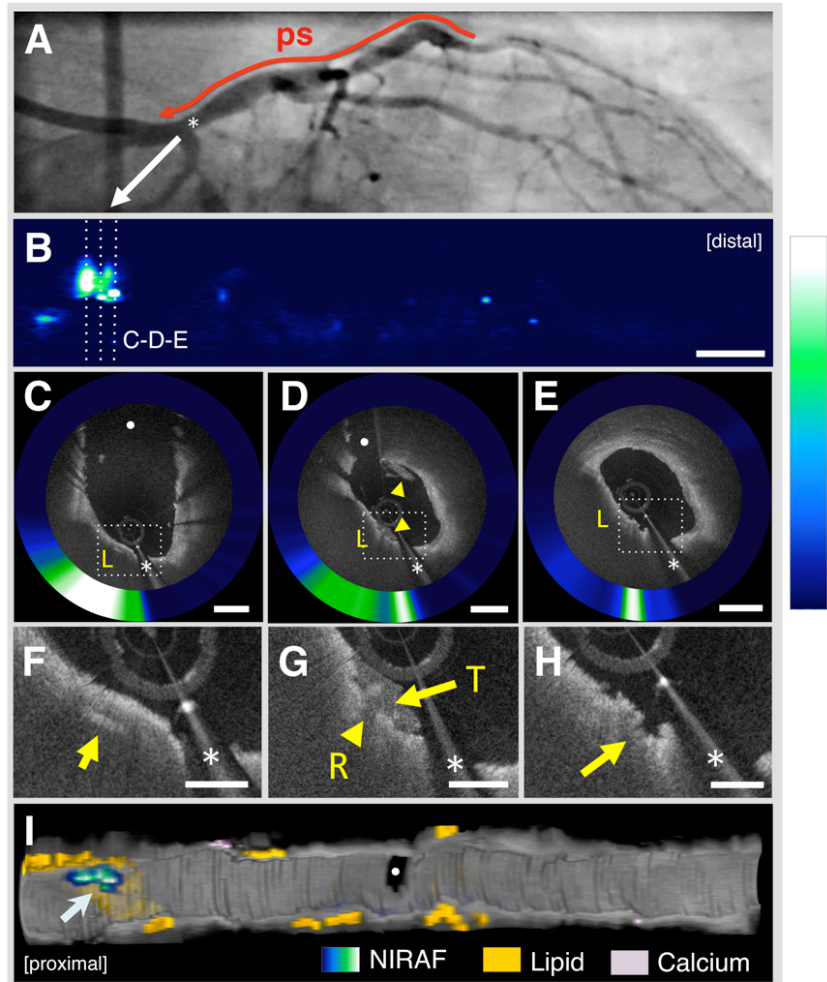 A
ps
*
B
[distal]
C-D-E
C
D
E
L
*
L
*
L
*
F
G
H
T
R
*
*
*
I
[proximal]
NIRAF
Lipid
Calcium